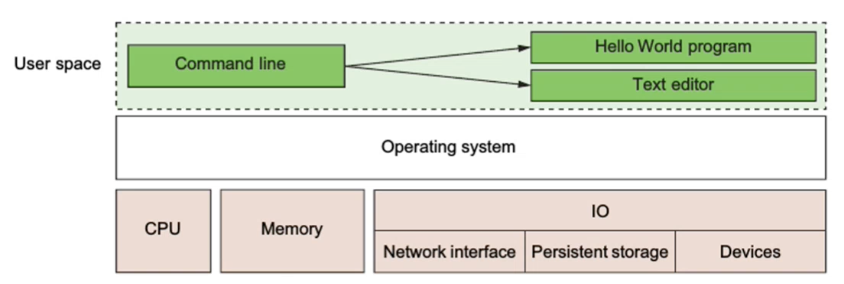 User space
Command line
Hello World program
Text editor
Operating system
CPU
Memory
IO
Network interface
Persistent storage
Devices